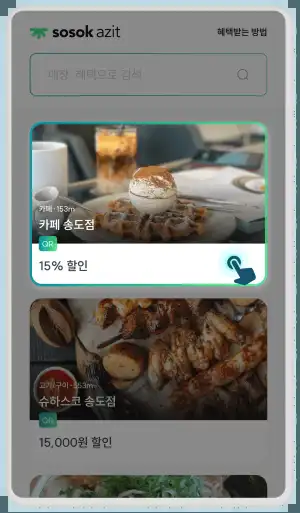 sosok azit
혜택받는 방법
매장, 혜택으로 검색
카페 · 153m
카페 송도점
QR
15% 할인
고기/구이 · 153m
슈하스코 송도점
QR
15,000원 할인